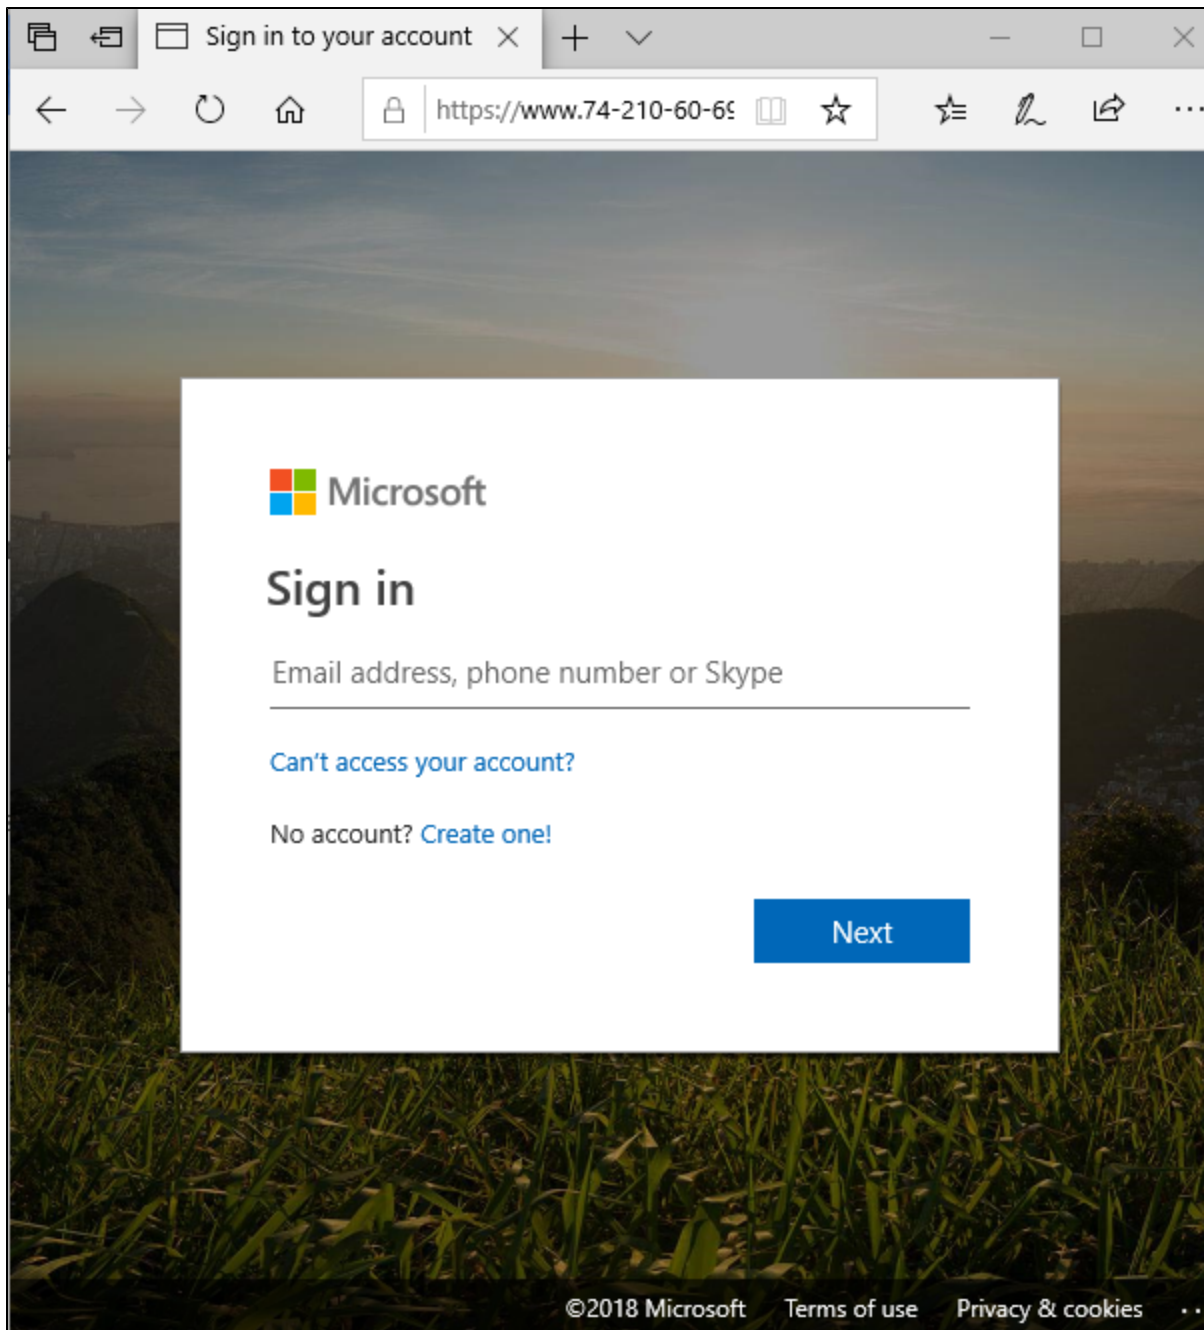 Sign in to your account
https://www.74-210-60-69
Microsoft
Sign in
Email address, phone number or Skype
Can't access your account?
No account? Create one!
Next
©2018 Microsoft Terms of use Privacy & cookies